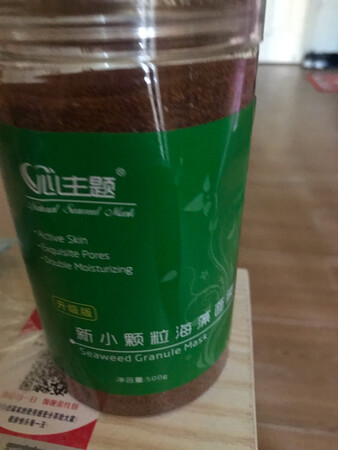 心主题®
Natural Seaweed Mask
· Active Skin
· Exquisite Pores
· Double Moisturizing
升级版
新小颗粒海藻面膜
Seaweed Granule Mask
净含量:500g